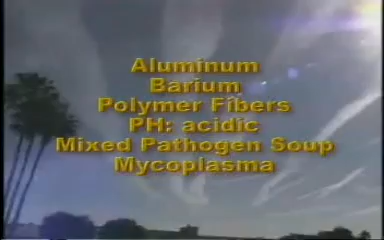 Aluminum
Barium
Polymer Fibers
PH: acidic
Mixed Pathogen Soup
Mycoplasma